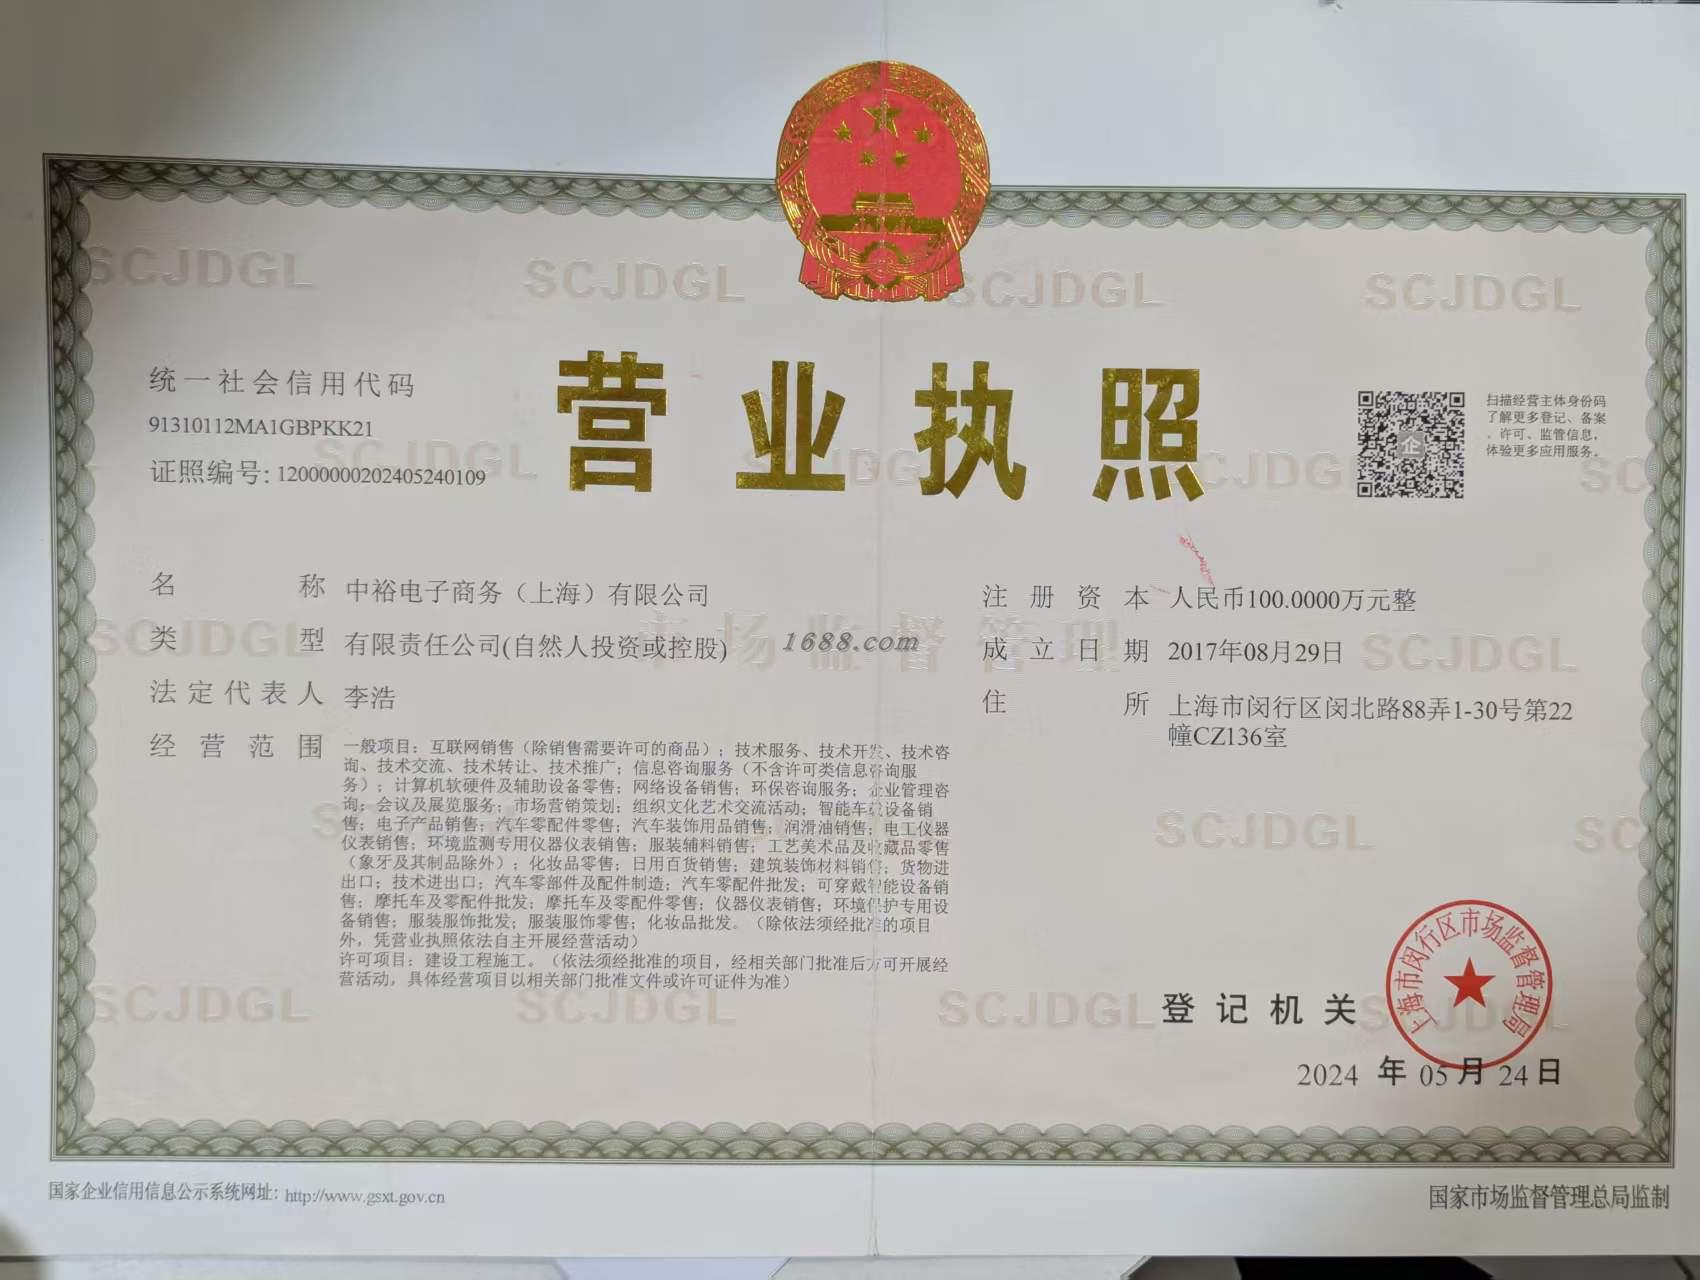 营业执照
统一社会信用代码
91310112MA1GBPKK21
证照编号: 12000000202405240109
扫描经营主体身份码
了解更多登记、备案
、许可、监管信息，
体验更多应用服务。
名称 中裕电子商务（上海）有限公司
类型 有限责任公司(自然人投资或控股)
法定代表人 李浩
经营范围 一般项目：互联网销售（除销售需要许可的商品）；技术服务、技术开发、技术咨
询、技术交流、技术转让、技术推广；信息咨询服务（不含许可类信息咨询服
务）；计算机软硬件及辅助设备零售；网络设备销售；环保咨询服务；企业管理咨
询；会议及展览服务；市场营销策划；组织文化艺术交流活动；智能车载设备销
售；电子产品销售；汽车零配件零售；汽车装饰用品销售；润滑油销售；电工仪器
仪表销售；环境监测专用仪器仪表销售；服装辅料销售；工艺美术品及收藏品零售
（象牙及其制品除外）；化妆品零售；日用百货销售；建筑装饰材料销售；货物进
出口；技术进出口；汽车零部件及配件制造；汽车零配件批发；可穿戴智能设备销
售；摩托车及零配件批发；摩托车及零配件零售；仪器仪表销售；环境保护专用设
备销售；服装服饰批发；服装服饰零售；化妆品批发。（除依法须经批准的项目
外，凭营业执照依法自主开展经营活动）
许可项目：建设工程施工。（依法须经批准的项目，经相关部门批准后方可开展经
营活动，具体经营项目以相关部门批准文件或许可证件为准）
1688.com
注册资本 人民币100.0000万元整
成立日期 2017年08月29日
住所 上海市闵行区闵北路88弄1-30号第22
幢CZ136室
登记机关
上海市闵行区市场监督管理局
2024 年 05 月 24 日
国家企业信用信息公示系统网址：http://www.gsxt.gov.cn
国家市场监督管理总局监制
SCJDGL
市场监督管理